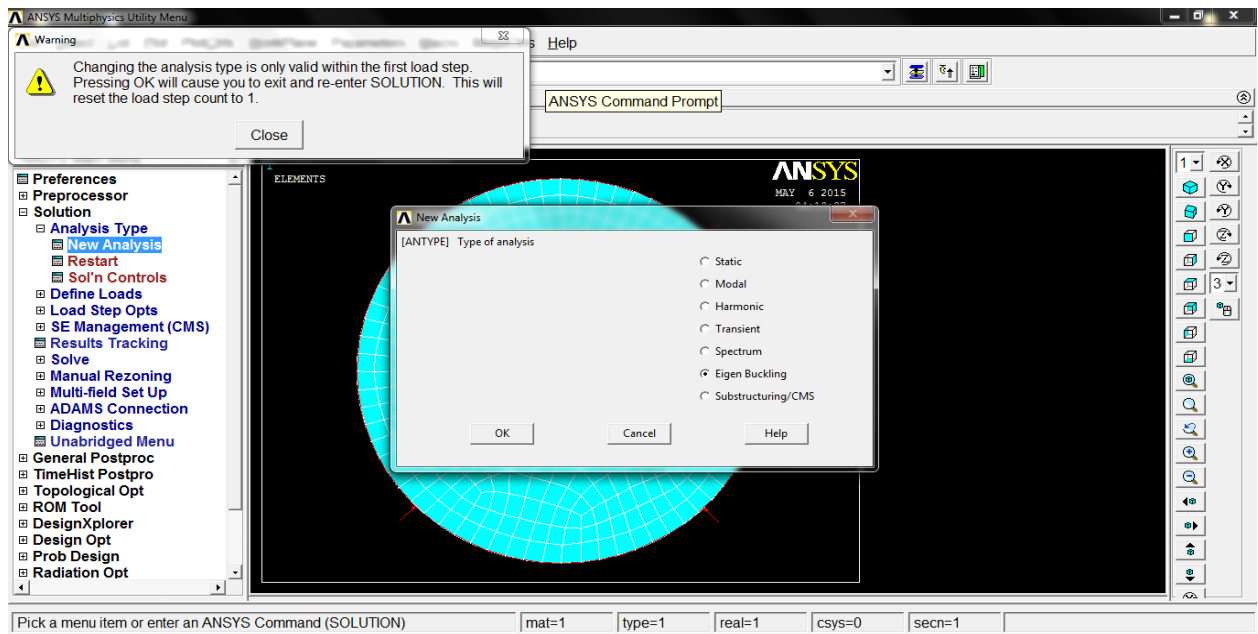 ANSYS Multiphysics Utility Menu
Warning
Help
Changing the analysis type is only valid within the first load step.
Pressing OK will cause you to exit and re-enter SOLUTION. This will
reset the load step count to 1.
Close
ANSYS Command Prompt
Preferences
Preprocessor
Solution
Analysis Type
New Analysis
Restart
Sol'n Controls
Define Loads
Load Step Opts
SE Management (CMS)
Results Tracking
Solve
Manual Rezoning
Multi-field Set Up
ADAMS Connection
Diagnostics
Unabridged Menu
General Postproc
TimeHist Postpro
Topological Opt
ROM Tool
DesignXplorer
Design Opt
Prob Design
Radiation Opt
1
ELEMENTS
ANSYS
MAY 6 2015
New Analysis
[ANTYPE] Type of analysis
Static
Modal
Harmonic
Transient
Spectrum
Eigen Buckling
Substructuring/CMS
OK Cancel Help
1
3
Pick a menu item or enter an ANSYS Command (SOLUTION) mat=1 type=1 real=1 csys=0 secn=1